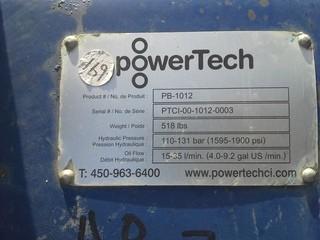 159
powerTech
Product # / No. de Produit PB-1012
Serial # / No. de Série PTCI-00-1012-0003
Weight / Poids 518 lbs
Hydraulic Pressure
Pression Hydraulique 110-131 bar (1595-1900 psi)
Oil Flow
Débit Hydraulique 15-35 l/min. (4.0-9.2 gal US /min.)
T: 450-963-6400 www.powertechci.com